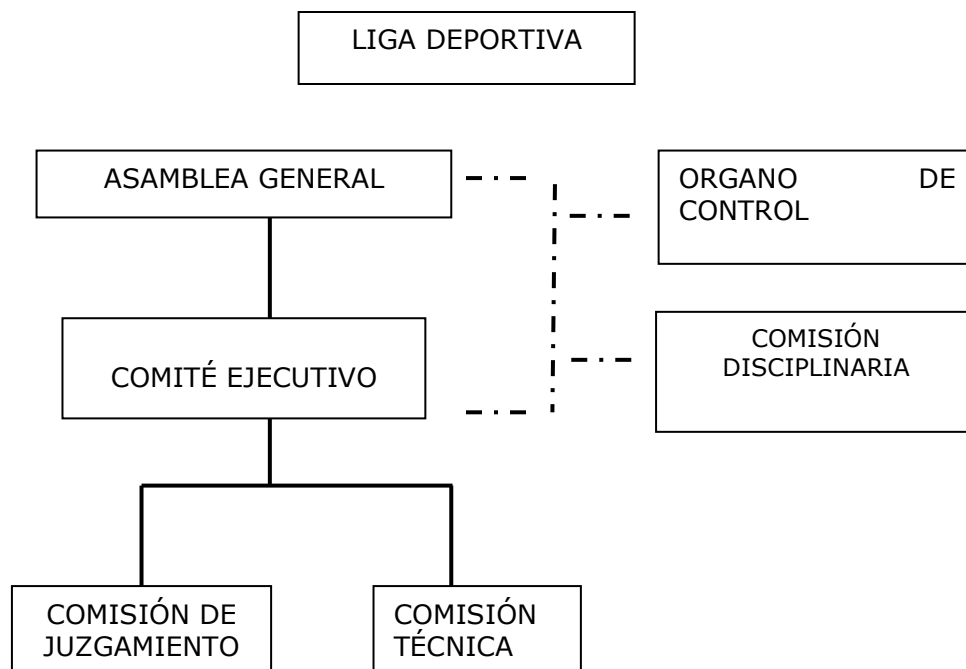 LIGA DEPORTIVA
ASAMBLEA GENERAL
ORGANO DE
CONTROL
COMITÉ EJECUTIVO
COMISIÓN
DISCIPLINARIA
COMISIÓN DE
JUZGAMIENTO
COMISIÓN
TÉCNICA